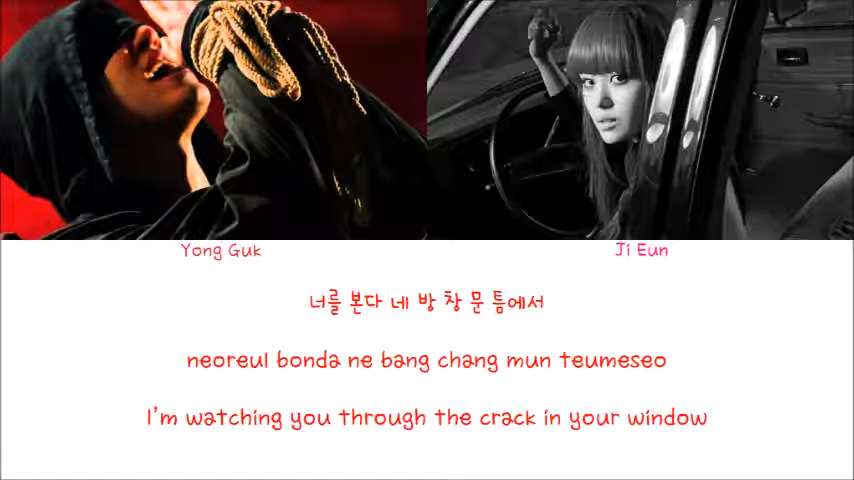 Yong Guk
Ji Eun
너를 본다 네 방 창 문 틈에서
neoreul bonda ne bang chang mun teumeseo
I'm watching you through the crack in your window